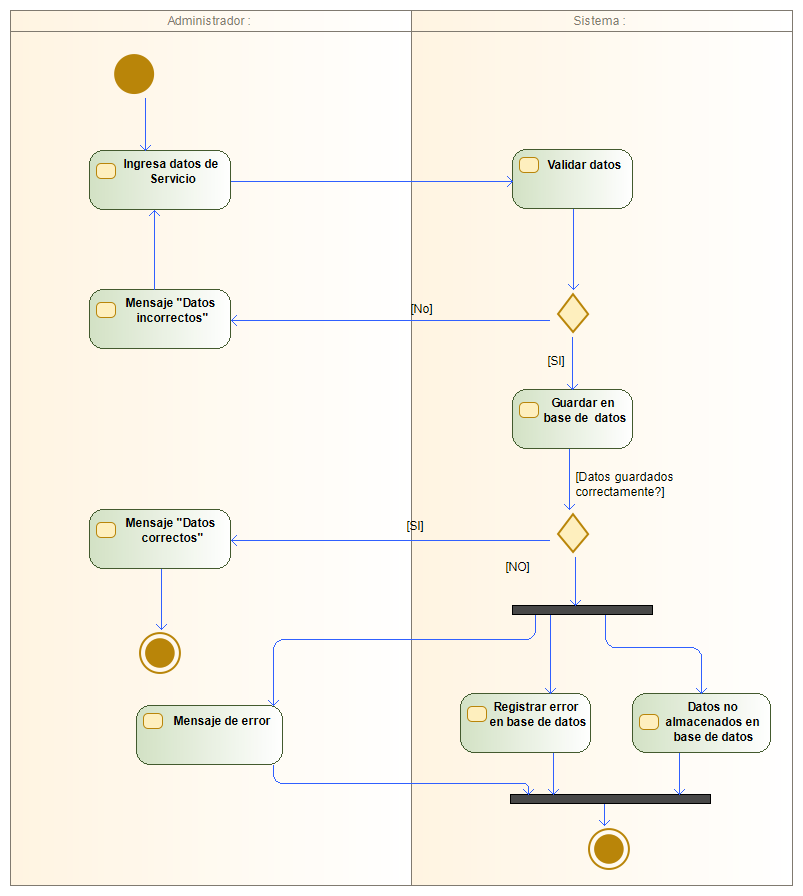 Administrador :
Sistema :
Ingresa datos de
Servicio
Validar datos
Mensaje "Datos
incorrectos"
[No]
[SI]
Guardar en
base de  datos
[Datos guardados
correctamente?]
Mensaje "Datos
correctos"
[SI]
[NO]
Mensaje de error
Registrar error
en base de datos
Datos no
almacenados en
base de datos